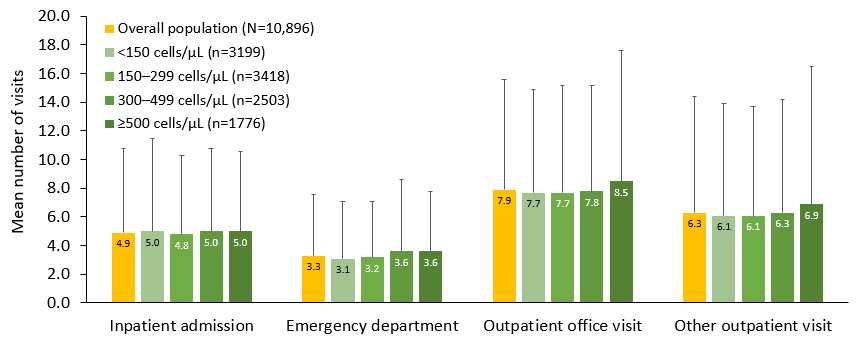 20.0
18.0
16.0
14.0
12.0
10.0
8.0
6.0
4.0
2.0
0.0
Mean number of visits
Overall population (N=10,896)
<150 cells/µL (n=3199)
150–299 cells/µL (n=3418)
300–499 cells/µL (n=2503)
≥500 cells/µL (n=1776)
4.9 5.0 4.8 5.0 5.0
3.3 3.1 3.2 3.6 3.6
7.9 7.7 7.7 7.8 8.5
6.3 6.1 6.1 6.3 6.9
Inpatient admission
Emergency department
Outpatient office visit
Other outpatient visit